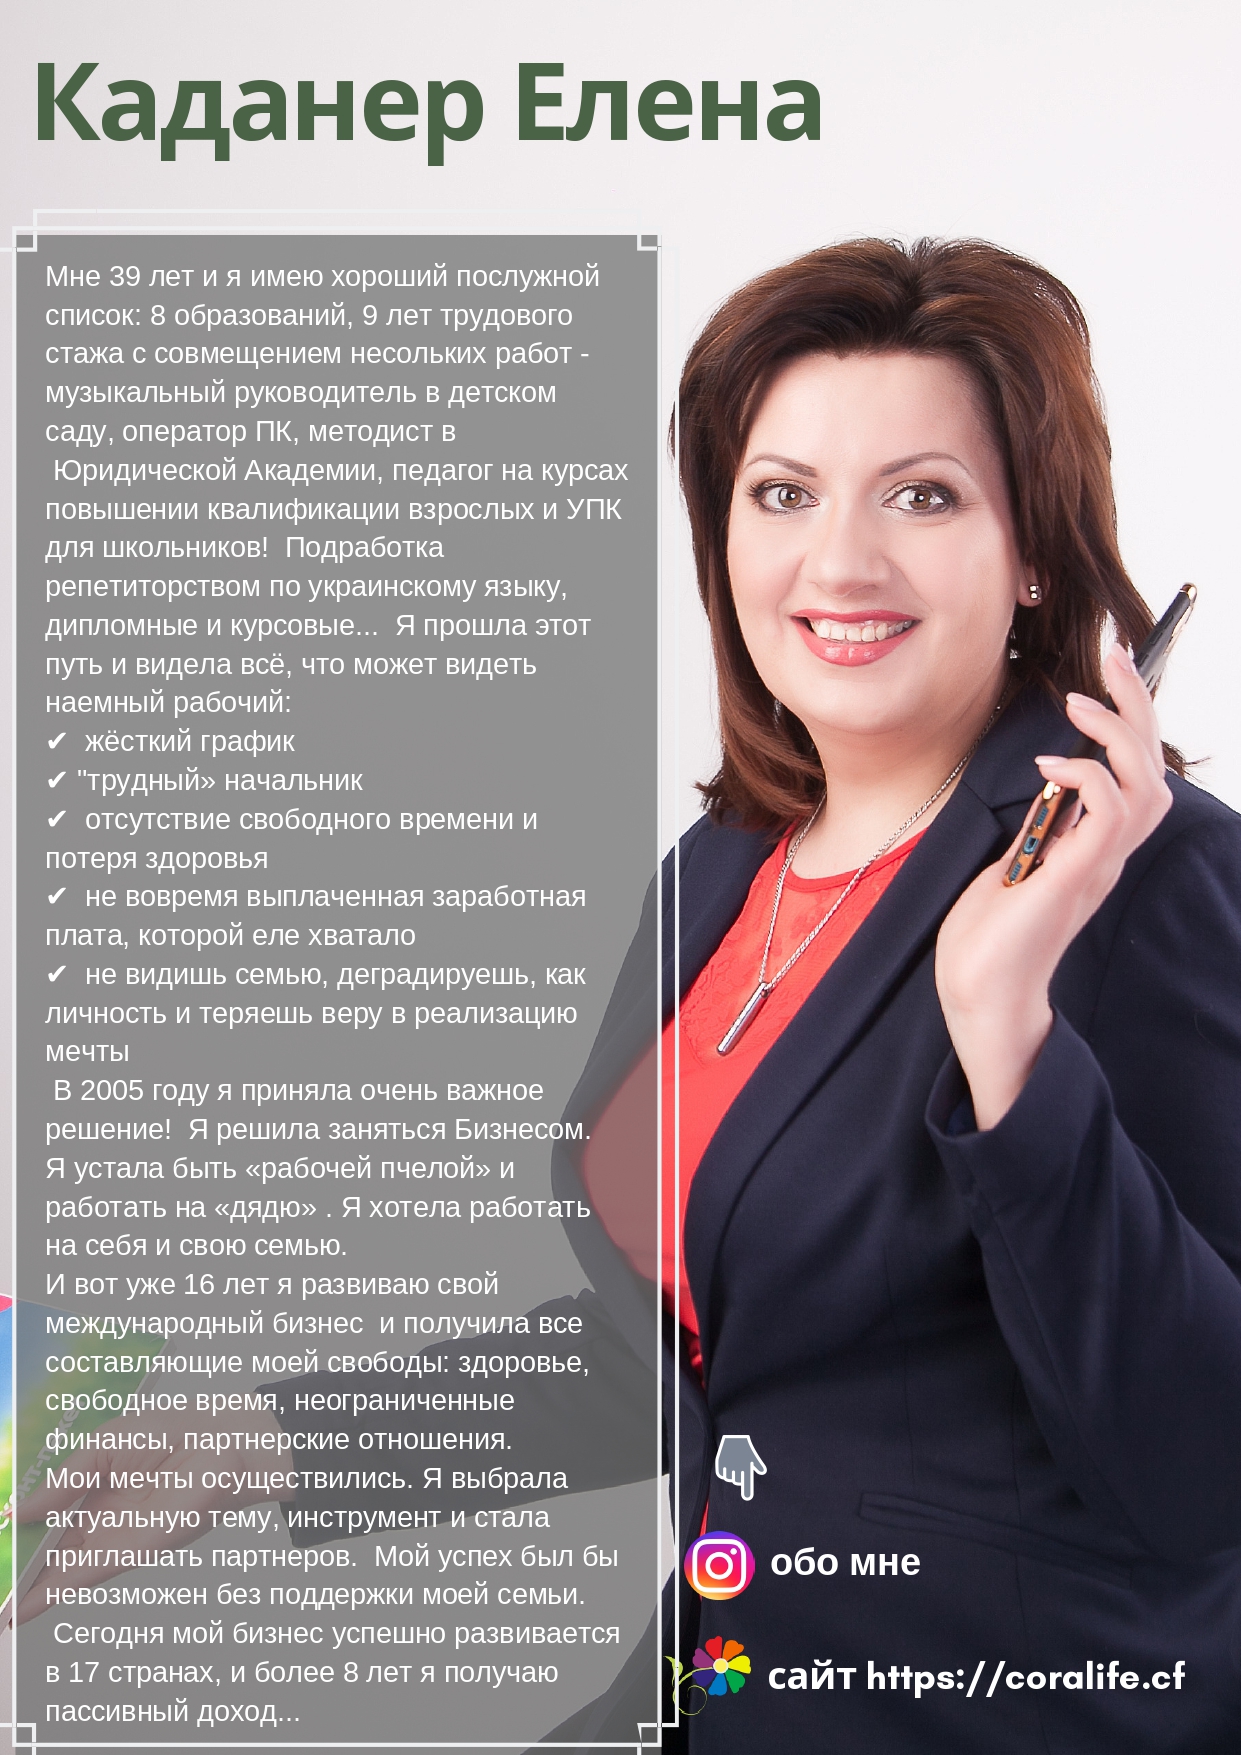 Каданер Елена
Мне 39 лет и я имею хороший послужной
список: 8 образований, 9 лет трудового
стажа с совмещением несольких работ -
музыкальный руководитель в детском
саду, оператор ПК, методист в
Юридической Академии, педагог на курсах
повышении квалификации взрослых и УПК
для школьников!  Подработка
репетиторством по украинскому языку,
дипломные и курсовые...  Я прошла этот
путь и видела всё, что может видеть
наемный рабочий:
✔  жёсткий график
✔ "трудный» начальник
✔  отсутствие свободного времени и
потеря здоровья
✔  не вовремя выплаченная заработная
плата, которой еле хватало
✔  не видишь семью, деградируешь, как
личность и теряешь веру в реализацию
мечты
В 2005 году я приняла очень важное
решение!  Я решила заняться Бизнесом.
Я устала быть «рабочей пчелой» и
работать на «дядю» . Я хотела работать
на себя и свою семью.
И вот уже 16 лет я развиваю свой
международный бизнес  и получила все
составляющие моей свободы: здоровье,
свободное время, неограниченные
финансы, партнерские отношения.
Мои мечты осуществились. Я выбрала
актуальную тему, инструмент и стала
приглашать партнеров.  Мой успех был бы
невозможен без поддержки моей семьи.
Сегодня мой бизнес успешно развивается
в 17 странах, и более 8 лет я получаю
пассивный доход...
обо мне
сайт https://coralife.cf